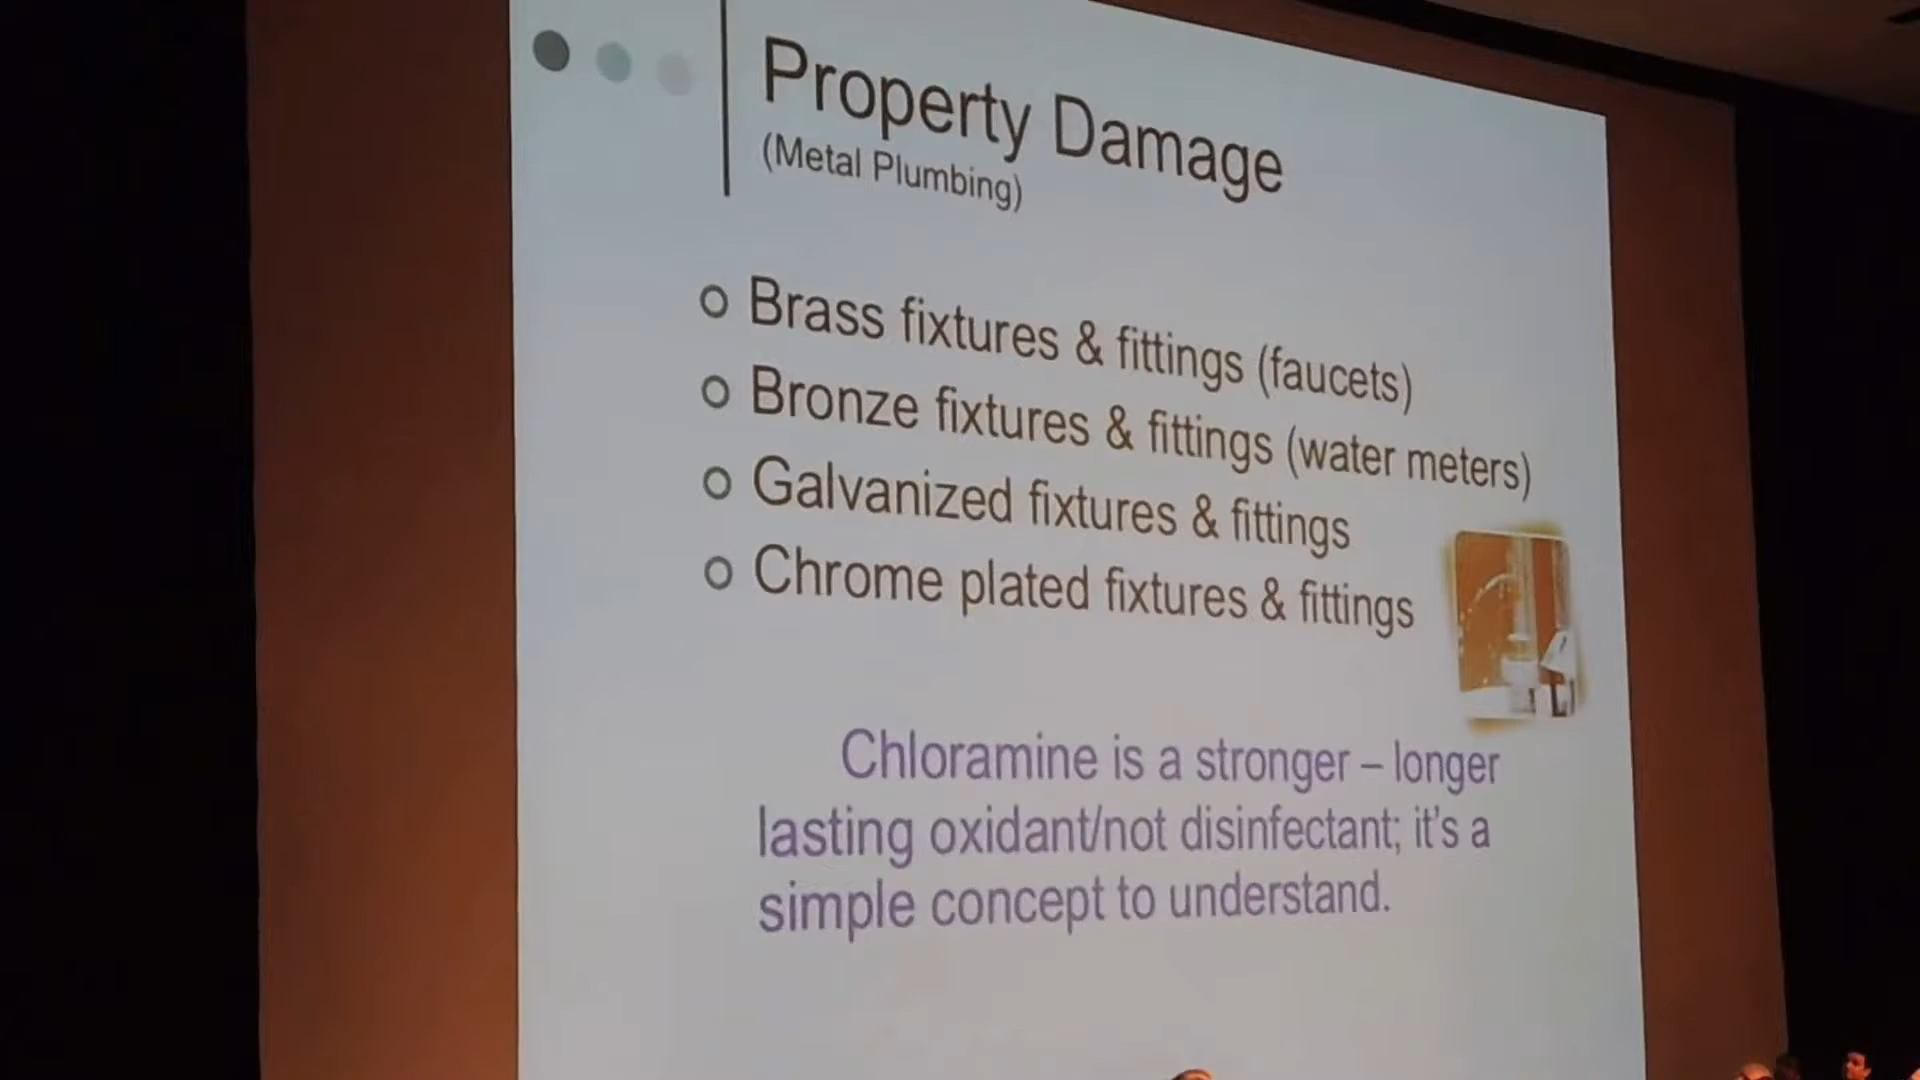 Property Damage
(Metal Plumbing)
Brass fixtures & fittings (faucets)
Bronze fixtures & fittings (water meters)
Galvanized fixtures & fittings
Chrome plated fixtures & fittings
Chloramine is a stronger – longer
lasting oxidant/not disinfectant; it's a
simple concept to understand.